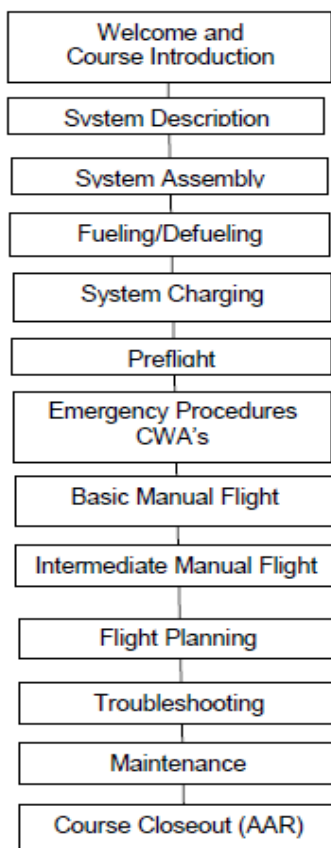 Welcome and
Course Introduction
System Description
System Assembly
Fueling/Defueling
System Charging
Preflight
Emergency Procedures
CWA's
Basic Manual Flight
Intermediate Manual Flight
Flight Planning
Troubleshooting
Maintenance
Course Closeout (AAR)